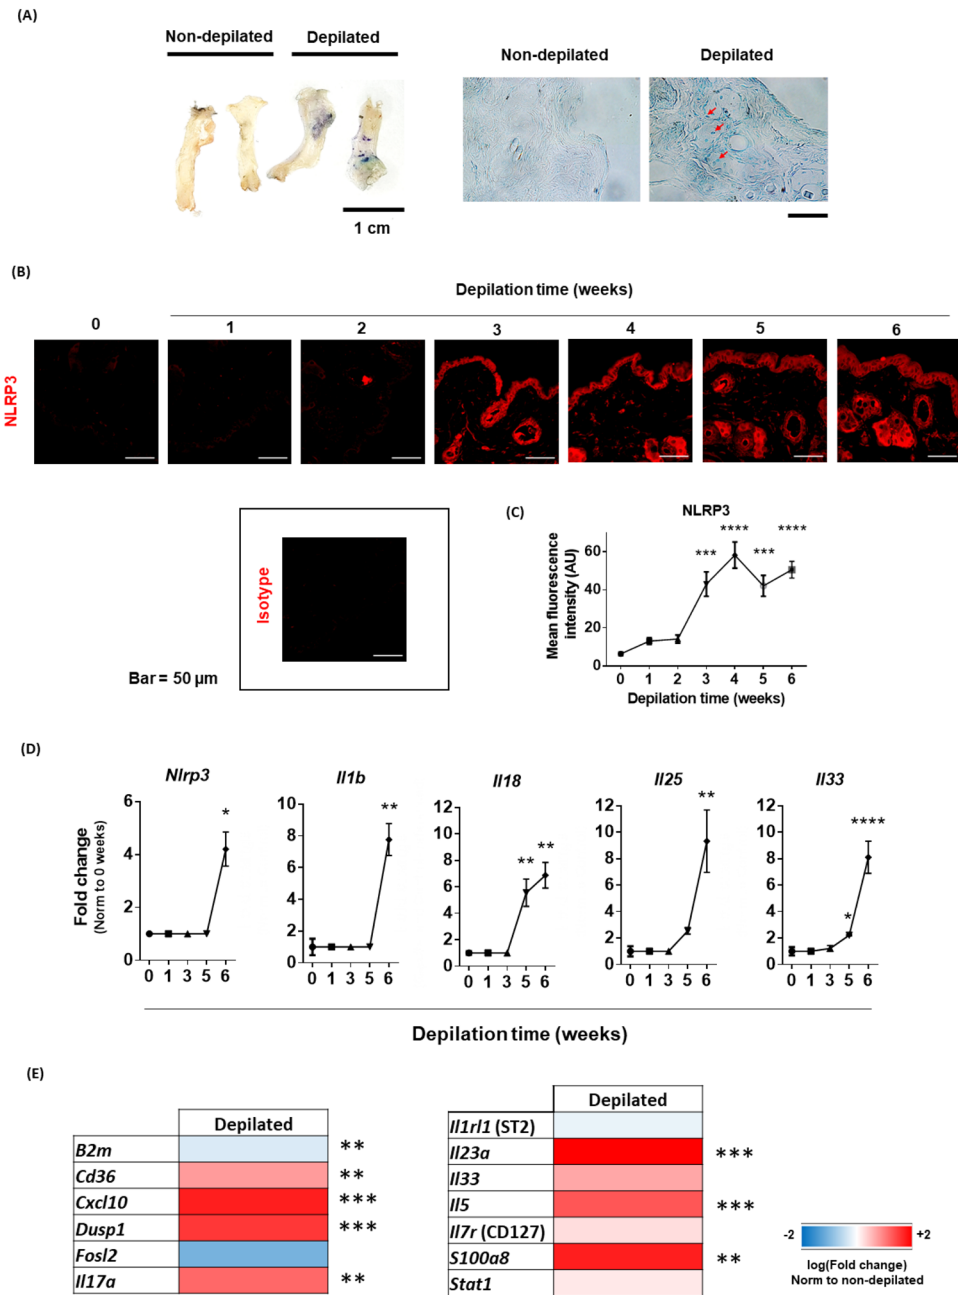 (A)
Non-depilated
Depilated
Non-depilated
Depilated
1 cm
(B)
Depilation time (weeks)
0
1
2
3
4
5
6
NLRP3
Isotype
Bar = 50 µm
(C)
NLRP3
****
****
***
***
60
40
20
0
Mean fluorescence
intensity (AU)
0 1 2 3 4 5 6
Depilation time (weeks)
(D)
Nlrp3
Il1b
Il18
Il25
Il33
Fold change
(Norm to 0 weeks)
6
4
2
0
*
0 1 3 5 6
10
8
6
4
2
0
**
0 1 3 5 6
12
10
8
6
4
2
0
**
**
0 1 3 5 6
12
10
8
6
4
2
0
**
0 1 3 5 6
12
10
8
6
4
2
0
*
****
0 1 3 5 6
Depilation time (weeks)
(E)
Depilated
B2m **
Cd36 **
Cxcl10 ***
Dusp1 ***
Fosl2
Il17a **
Depilated
Il1rl1 (ST2)
Il23a ***
Il33
Il5 ***
Il7r (CD127)
S100a8 **
Stat1
-2
+2
log(Fold change)
Norm to non-depilated